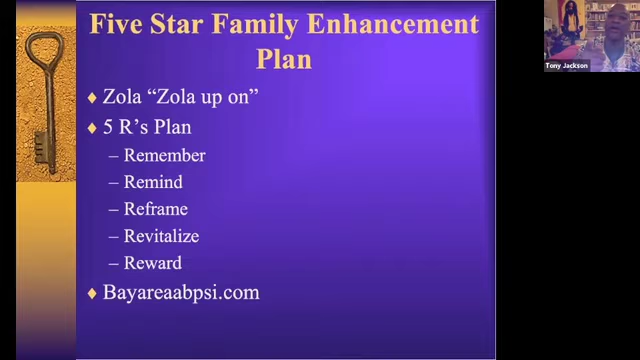 Five Star Family Enhancement
Plan
Zola “Zola up on”
5 R’s Plan
– Remember
– Remind
– Reframe
– Revitalize
– Reward
Bayareaabpsi.com
Tony Jackson